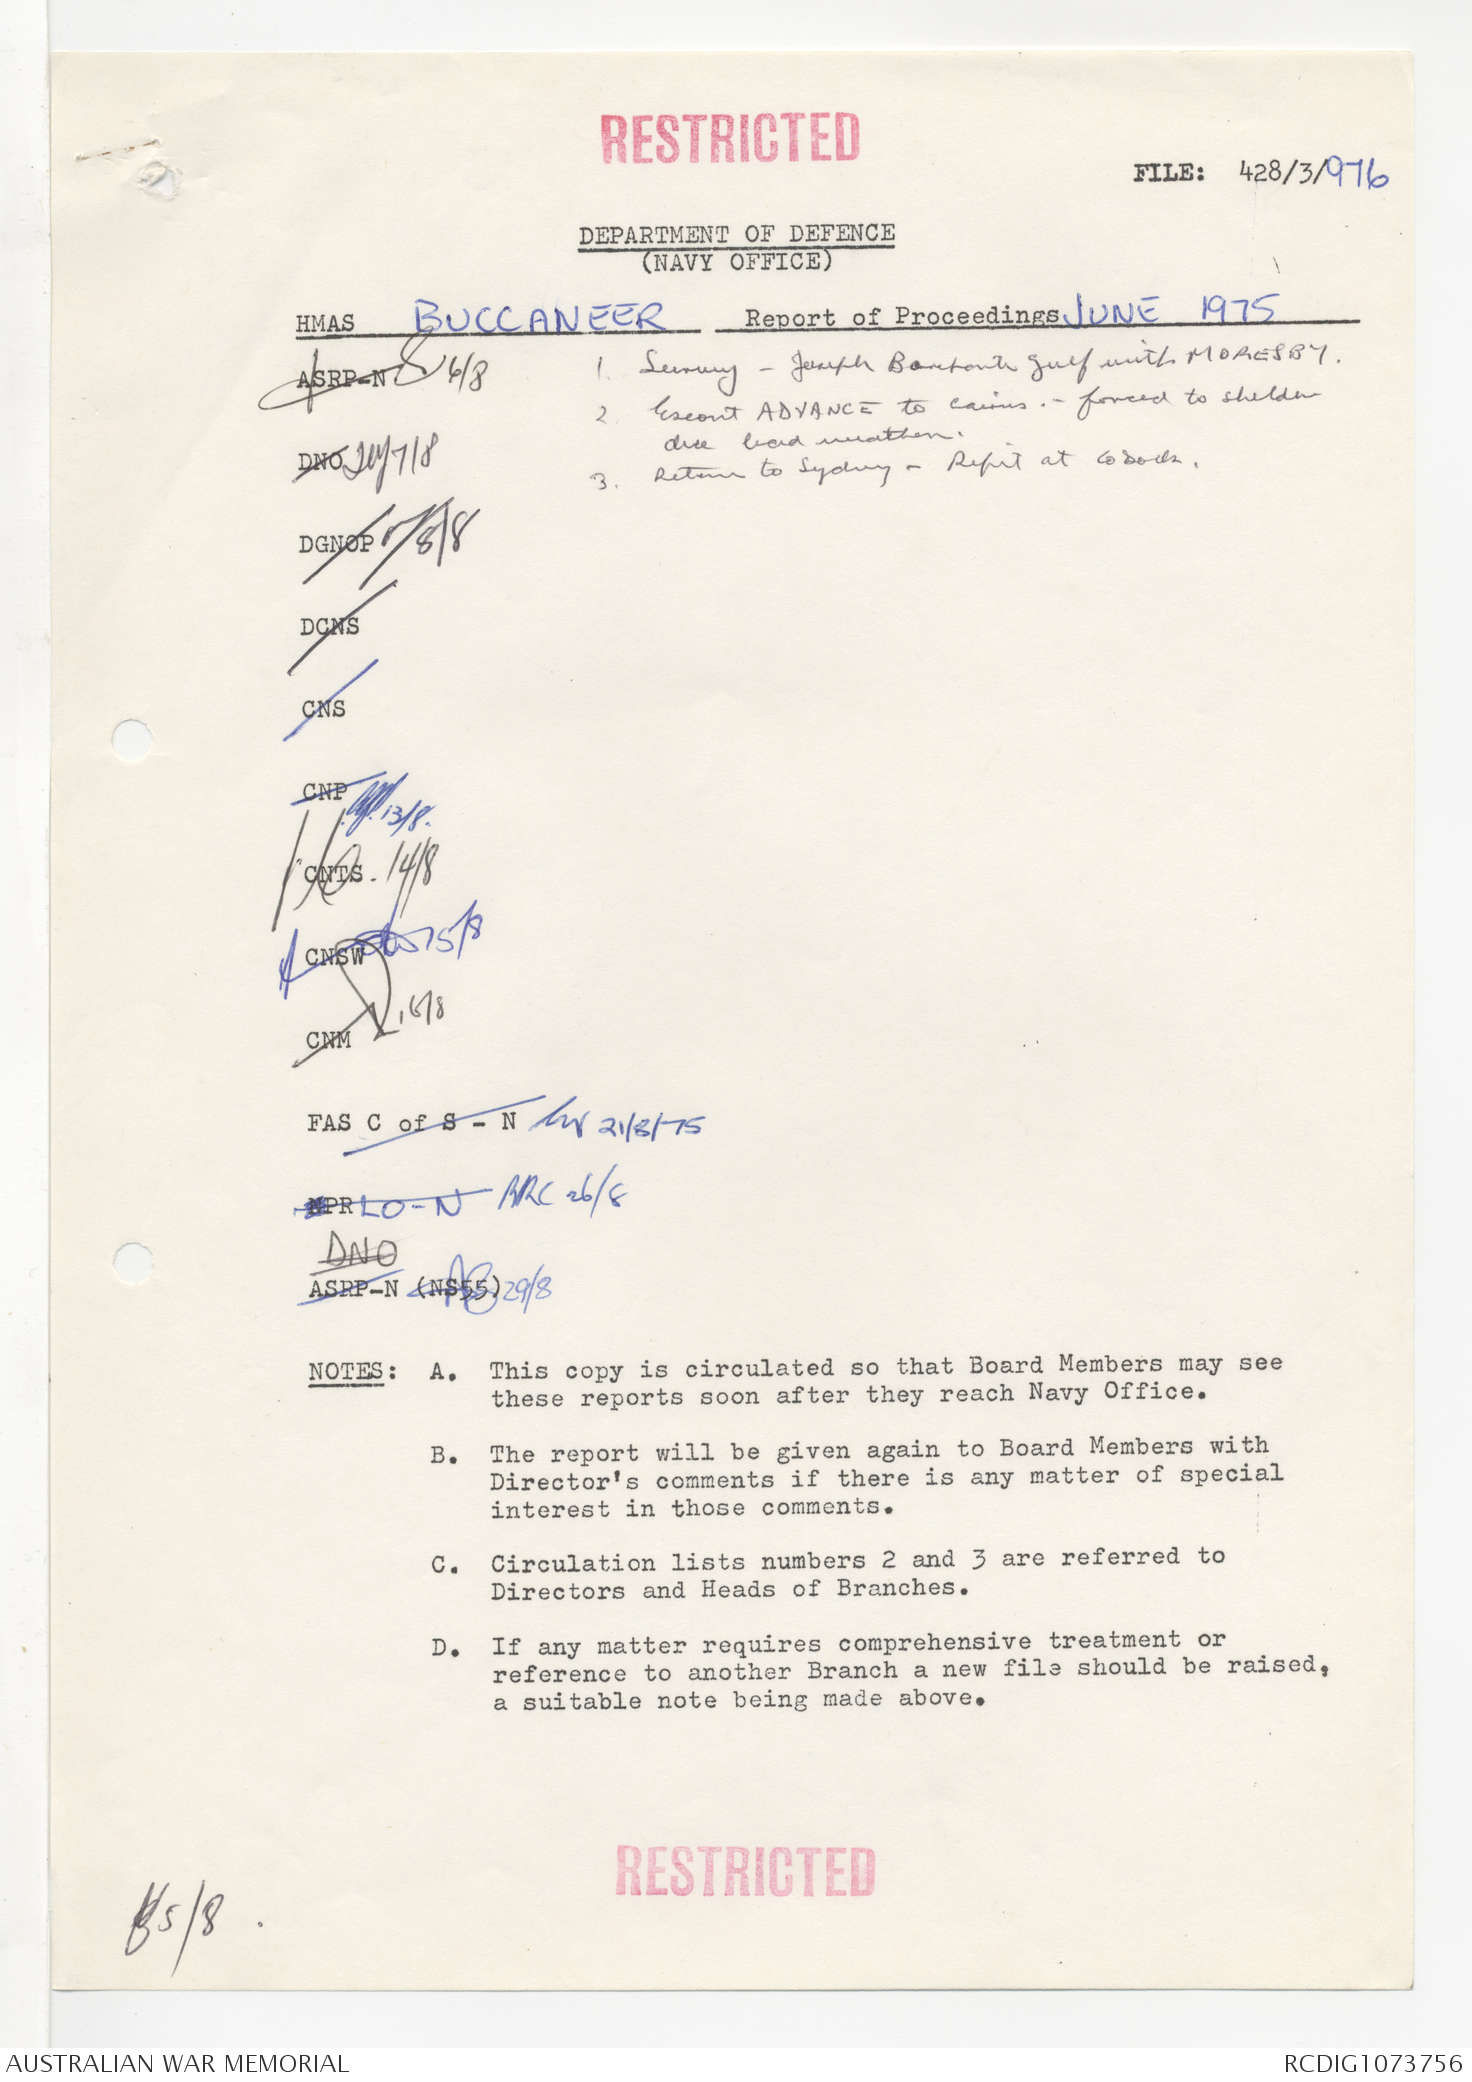 RESTRICTED
FILE: 428/3/976
DEPARTMENT OF DEFENCE
(NAVY OFFICE)
HMAS BUCCANEER Report of Proceedings JUNE 1975
ASRP-N 6/8
1. Survey - Joseph Bonaparte Gulf with MORESBY.
2. Escort ADVANCE to Cairns. - forced to shelter
due bad weather.
DNO 7/8
3. Return to Sydney - Refit at Codock.
DGNOP 8/8
DCNS
CNS
CNP 13/8.
CNTS. 14/8
CNSW 15/8
CNM 15/8
FAS C of S - N 21/8/75
MPR LO-N 26/8
DNO
ASRP-N (NS55) 29/8
NOTES: A. This copy is circulated so that Board Members may see
these reports soon after they reach Navy Office.
B. The report will be given again to Board Members with
Director's comments if there is any matter of special
interest in those comments.
C. Circulation lists numbers 2 and 3 are referred to
Directors and Heads of Branches.
D. If any matter requires comprehensive treatment or
reference to another Branch a new file should be raised,
a suitable note being made above.
RESTRICTED
5/8.
AUSTRALIAN WAR MEMORIAL
RCDIG1073756